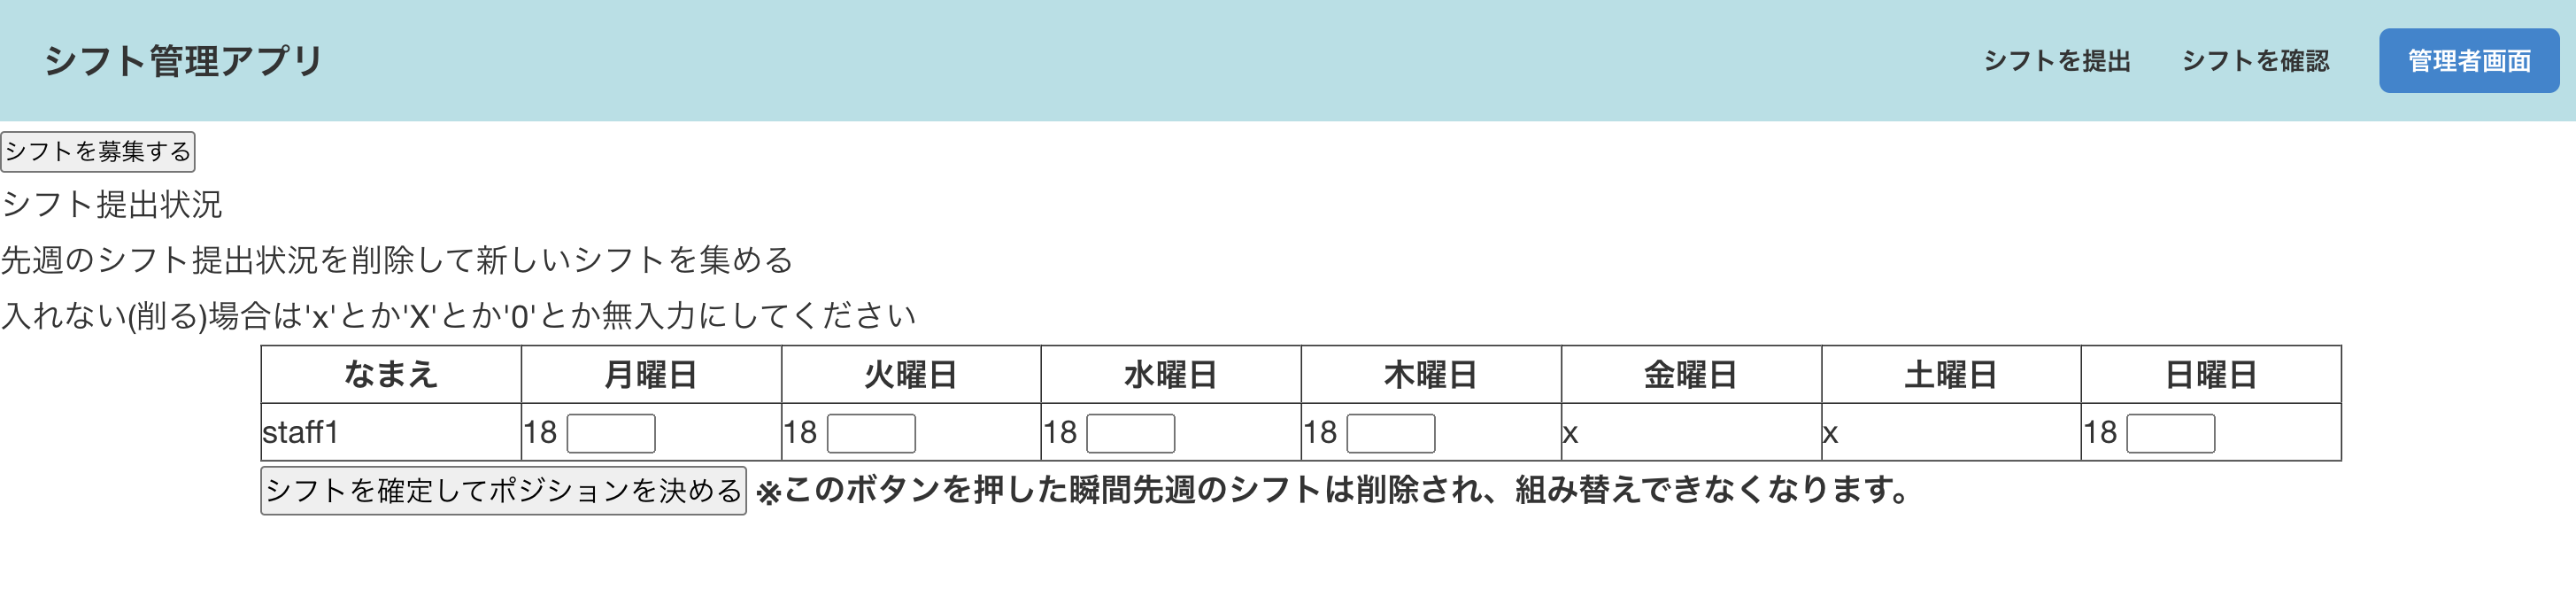 シフト管理アプリ シフトを提出 シフトを確認 管理者画面
シフトを募集する
シフト提出状況
先週のシフト提出状況を削除して新しいシフトを集める
入れない(削る)場合は'x'とか'X'とか'0'とか無入力にしてください
なまえ 月曜日 火曜日 水曜日 木曜日 金曜日 土曜日 日曜日
staff1 18 18 18 18 x x 18
シフトを確定してポジションを決める ※このボタンを押した瞬間先週のシフトは削除され、組み替えできなくなります。